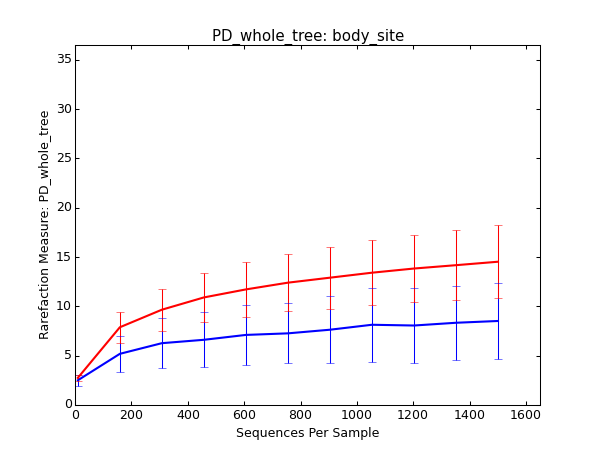 PD_whole_tree: body_site
35
30
25
20
15
10
5
0
Rarefaction Measure: PD_whole_tree
0 200 400 600 800 1000 1200 1400 1600
Sequences Per Sample